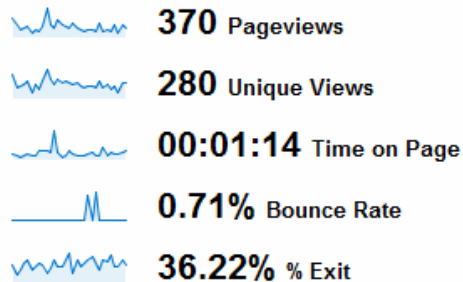 370 Pageviews
280 Unique Views
00:01:14 Time on Page
0.71% Bounce Rate
36.22% % Exit